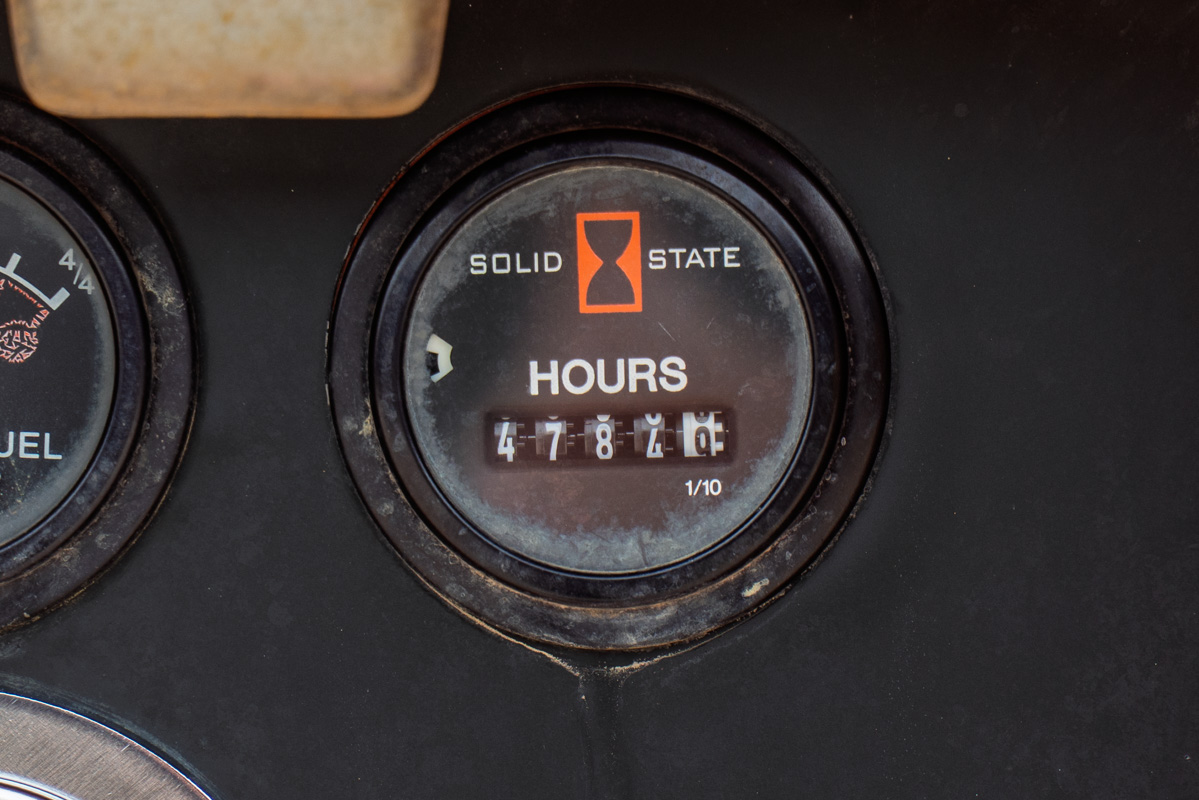 SOLID STATE
4/4
HOURS
4784
UEL
1/10